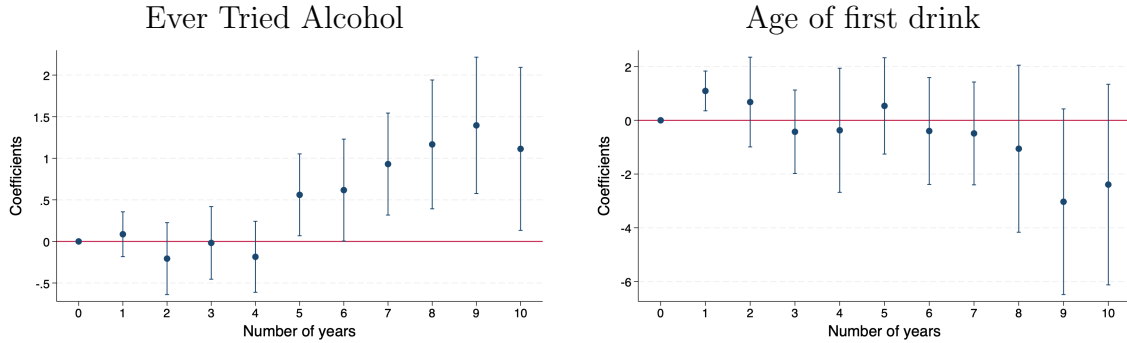 Ever Tried Alcohol
Coefficients
2
1.5
1
.5
0
-.5
0 1 2 3 4 5 6 7 8 9 10
Number of years
Age of first drink
Coefficients
2
0
-2
-4
-6
0 1 2 3 4 5 6 7 8 9 10
Number of years